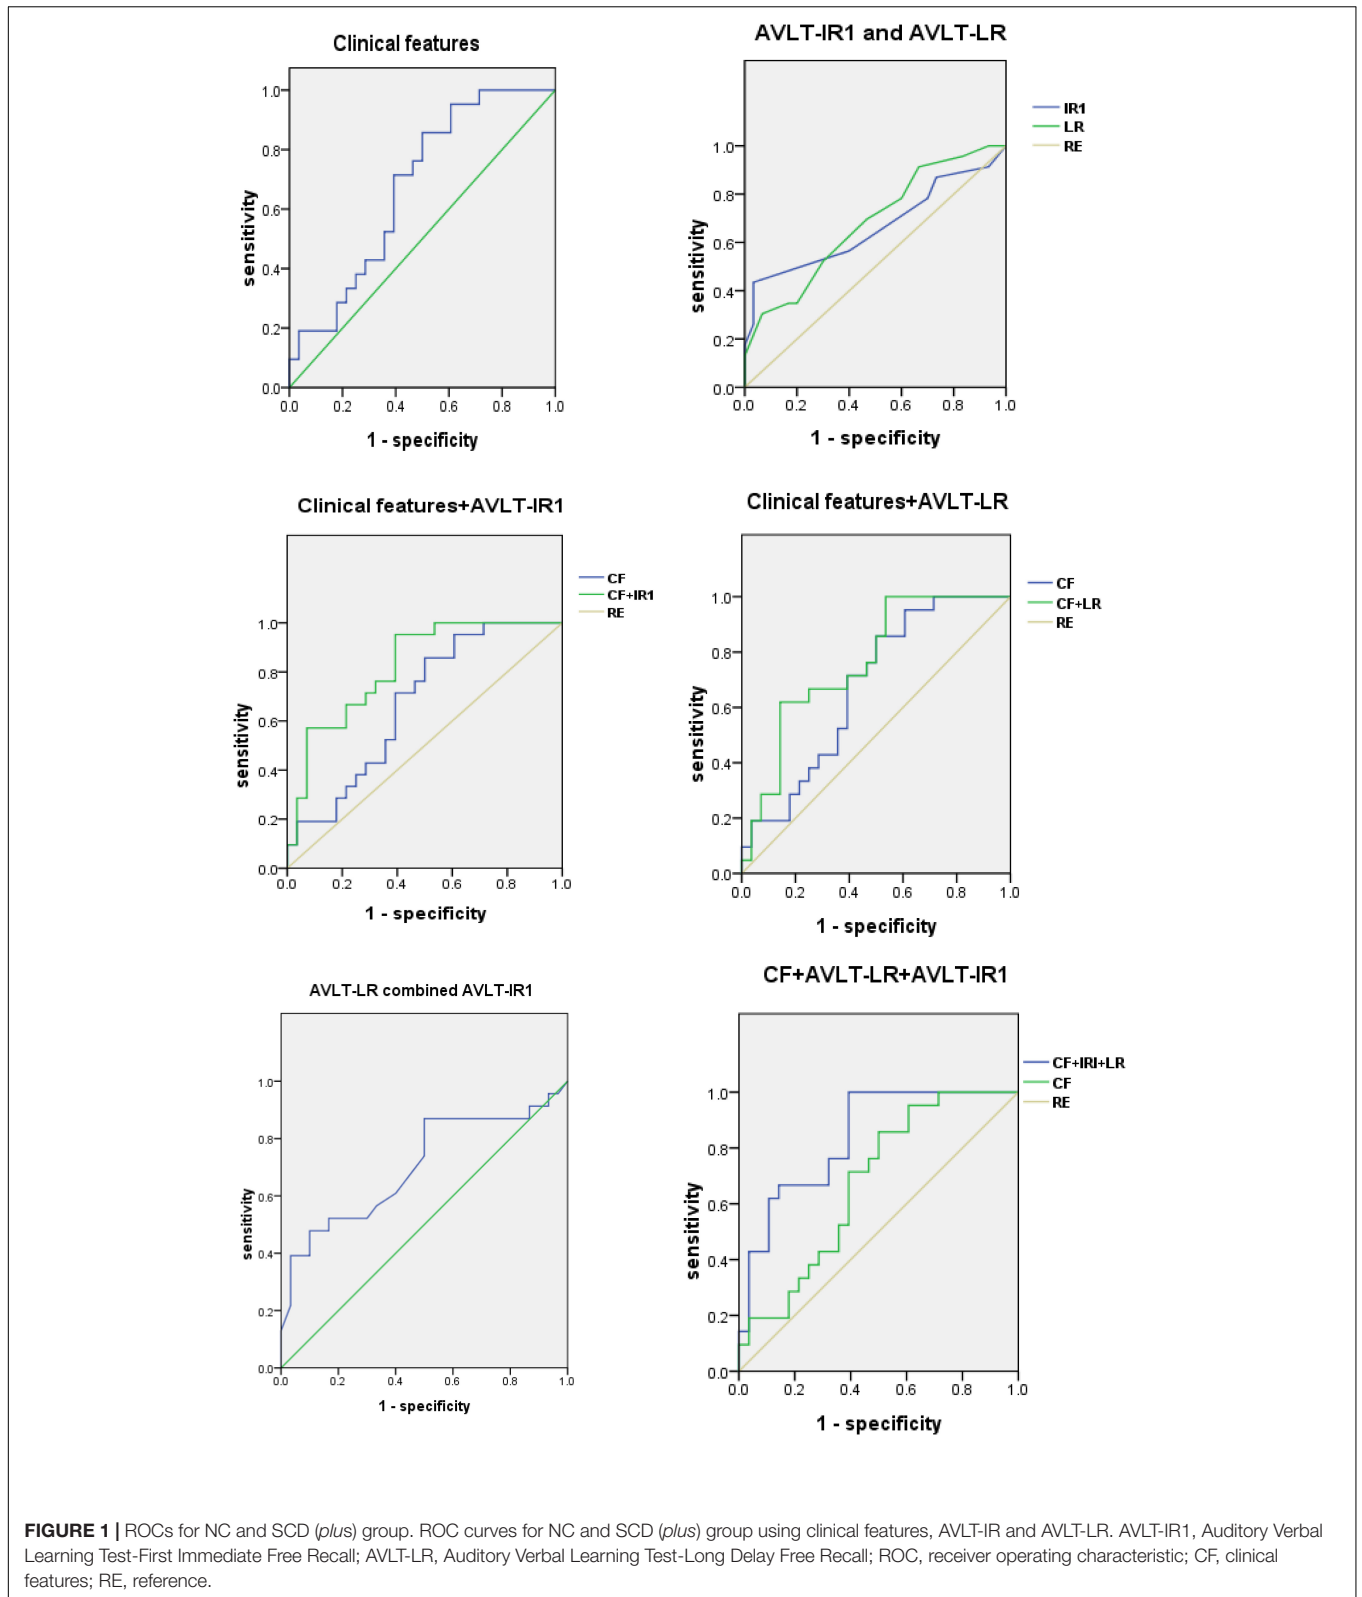 Clinical features
1.0
0.8
0.6
0.4
0.2
0.0
0.0 0.2 0.4 0.6 0.8 1.0
sensitivity
1 - specificity
AVLT-IR1 and AVLT-LR
IR1
LR
RE
1.0
0.8
0.6
0.4
0.2
0.0
0.0 0.2 0.4 0.6 0.8 1.0
sensitivity
1 - specificity
Clinical features+AVLT-IR1
CF
CF+IR1
RE
1.0
0.8
0.6
0.4
0.2
0.0
0.0 0.2 0.4 0.6 0.8 1.0
sensitivity
1 - specificity
Clinical features+AVLT-LR
CF
CF+LR
RE
1.0
0.8
0.6
0.4
0.2
0.0
0.0 0.2 0.4 0.6 0.8 1.0
sensitivity
1 - specificity
AVLT-LR combined AVLT-IR1
1.0
0.8
0.6
0.4
0.2
0.0
0.0 0.2 0.4 0.6 0.8 1.0
sensitivity
1 - specificity
CF+AVLT-LR+AVLT-IR1
CF+IRI+LR
CF
RE
1.0
0.8
0.6
0.4
0.2
0.0
0.0 0.2 0.4 0.6 0.8 1.0
sensitivity
1 - specificity
FIGURE 1 | ROCs for NC and SCD (plus) group. ROC curves for NC and SCD (plus) group using clinical features, AVLT-IR and AVLT-LR. AVLT-IR1, Auditory Verbal
Learning Test-First Immediate Free Recall; AVLT-LR, Auditory Verbal Learning Test-Long Delay Free Recall; ROC, receiver operating characteristic; CF, clinical
features; RE, reference.